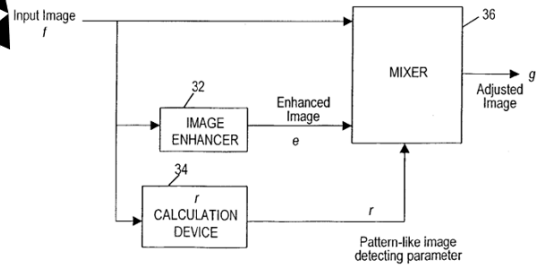 Input Image
f
36
MIXER
g
Adjusted
Image
32
IMAGE
ENHANCER
Enhanced
Image
e
34
r
CALCULATION
DEVICE
r
Pattern-like image
detecting parameter